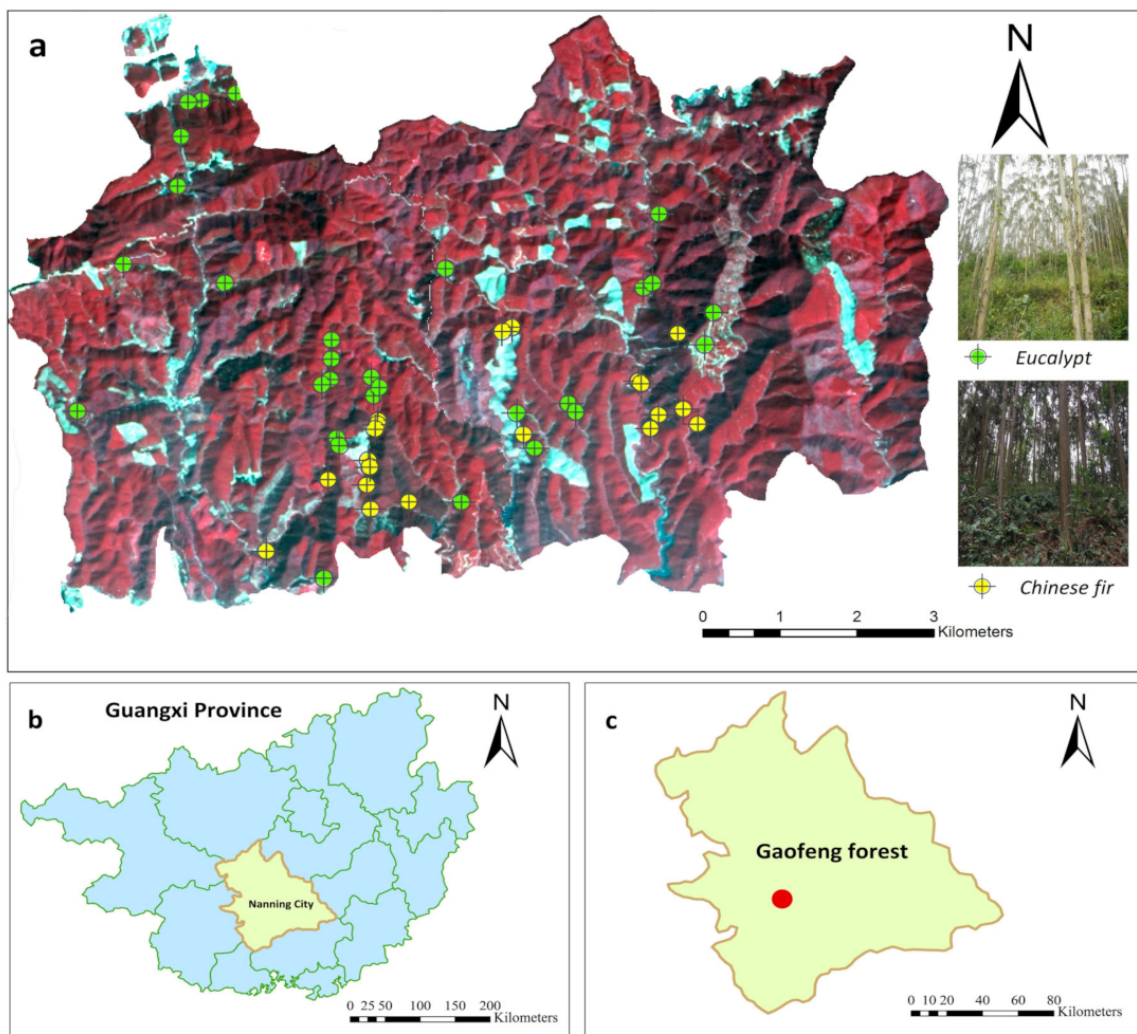 a
N
Eucalypt
Chinese fir
0 1 2 3
Kilometers
b
Guangxi Province
N
Nanning City
0 25 50 100 150 200
Kilometers
c
N
Gaofeng forest
0 10 20 40 60 80
Kilometers